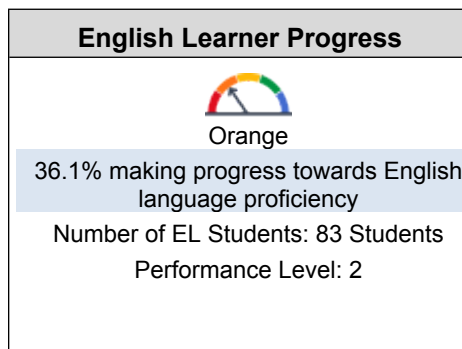 English Learner Progress
Orange
36.1% making progress towards English
language proficiency
Number of EL Students: 83 Students
Performance Level: 2